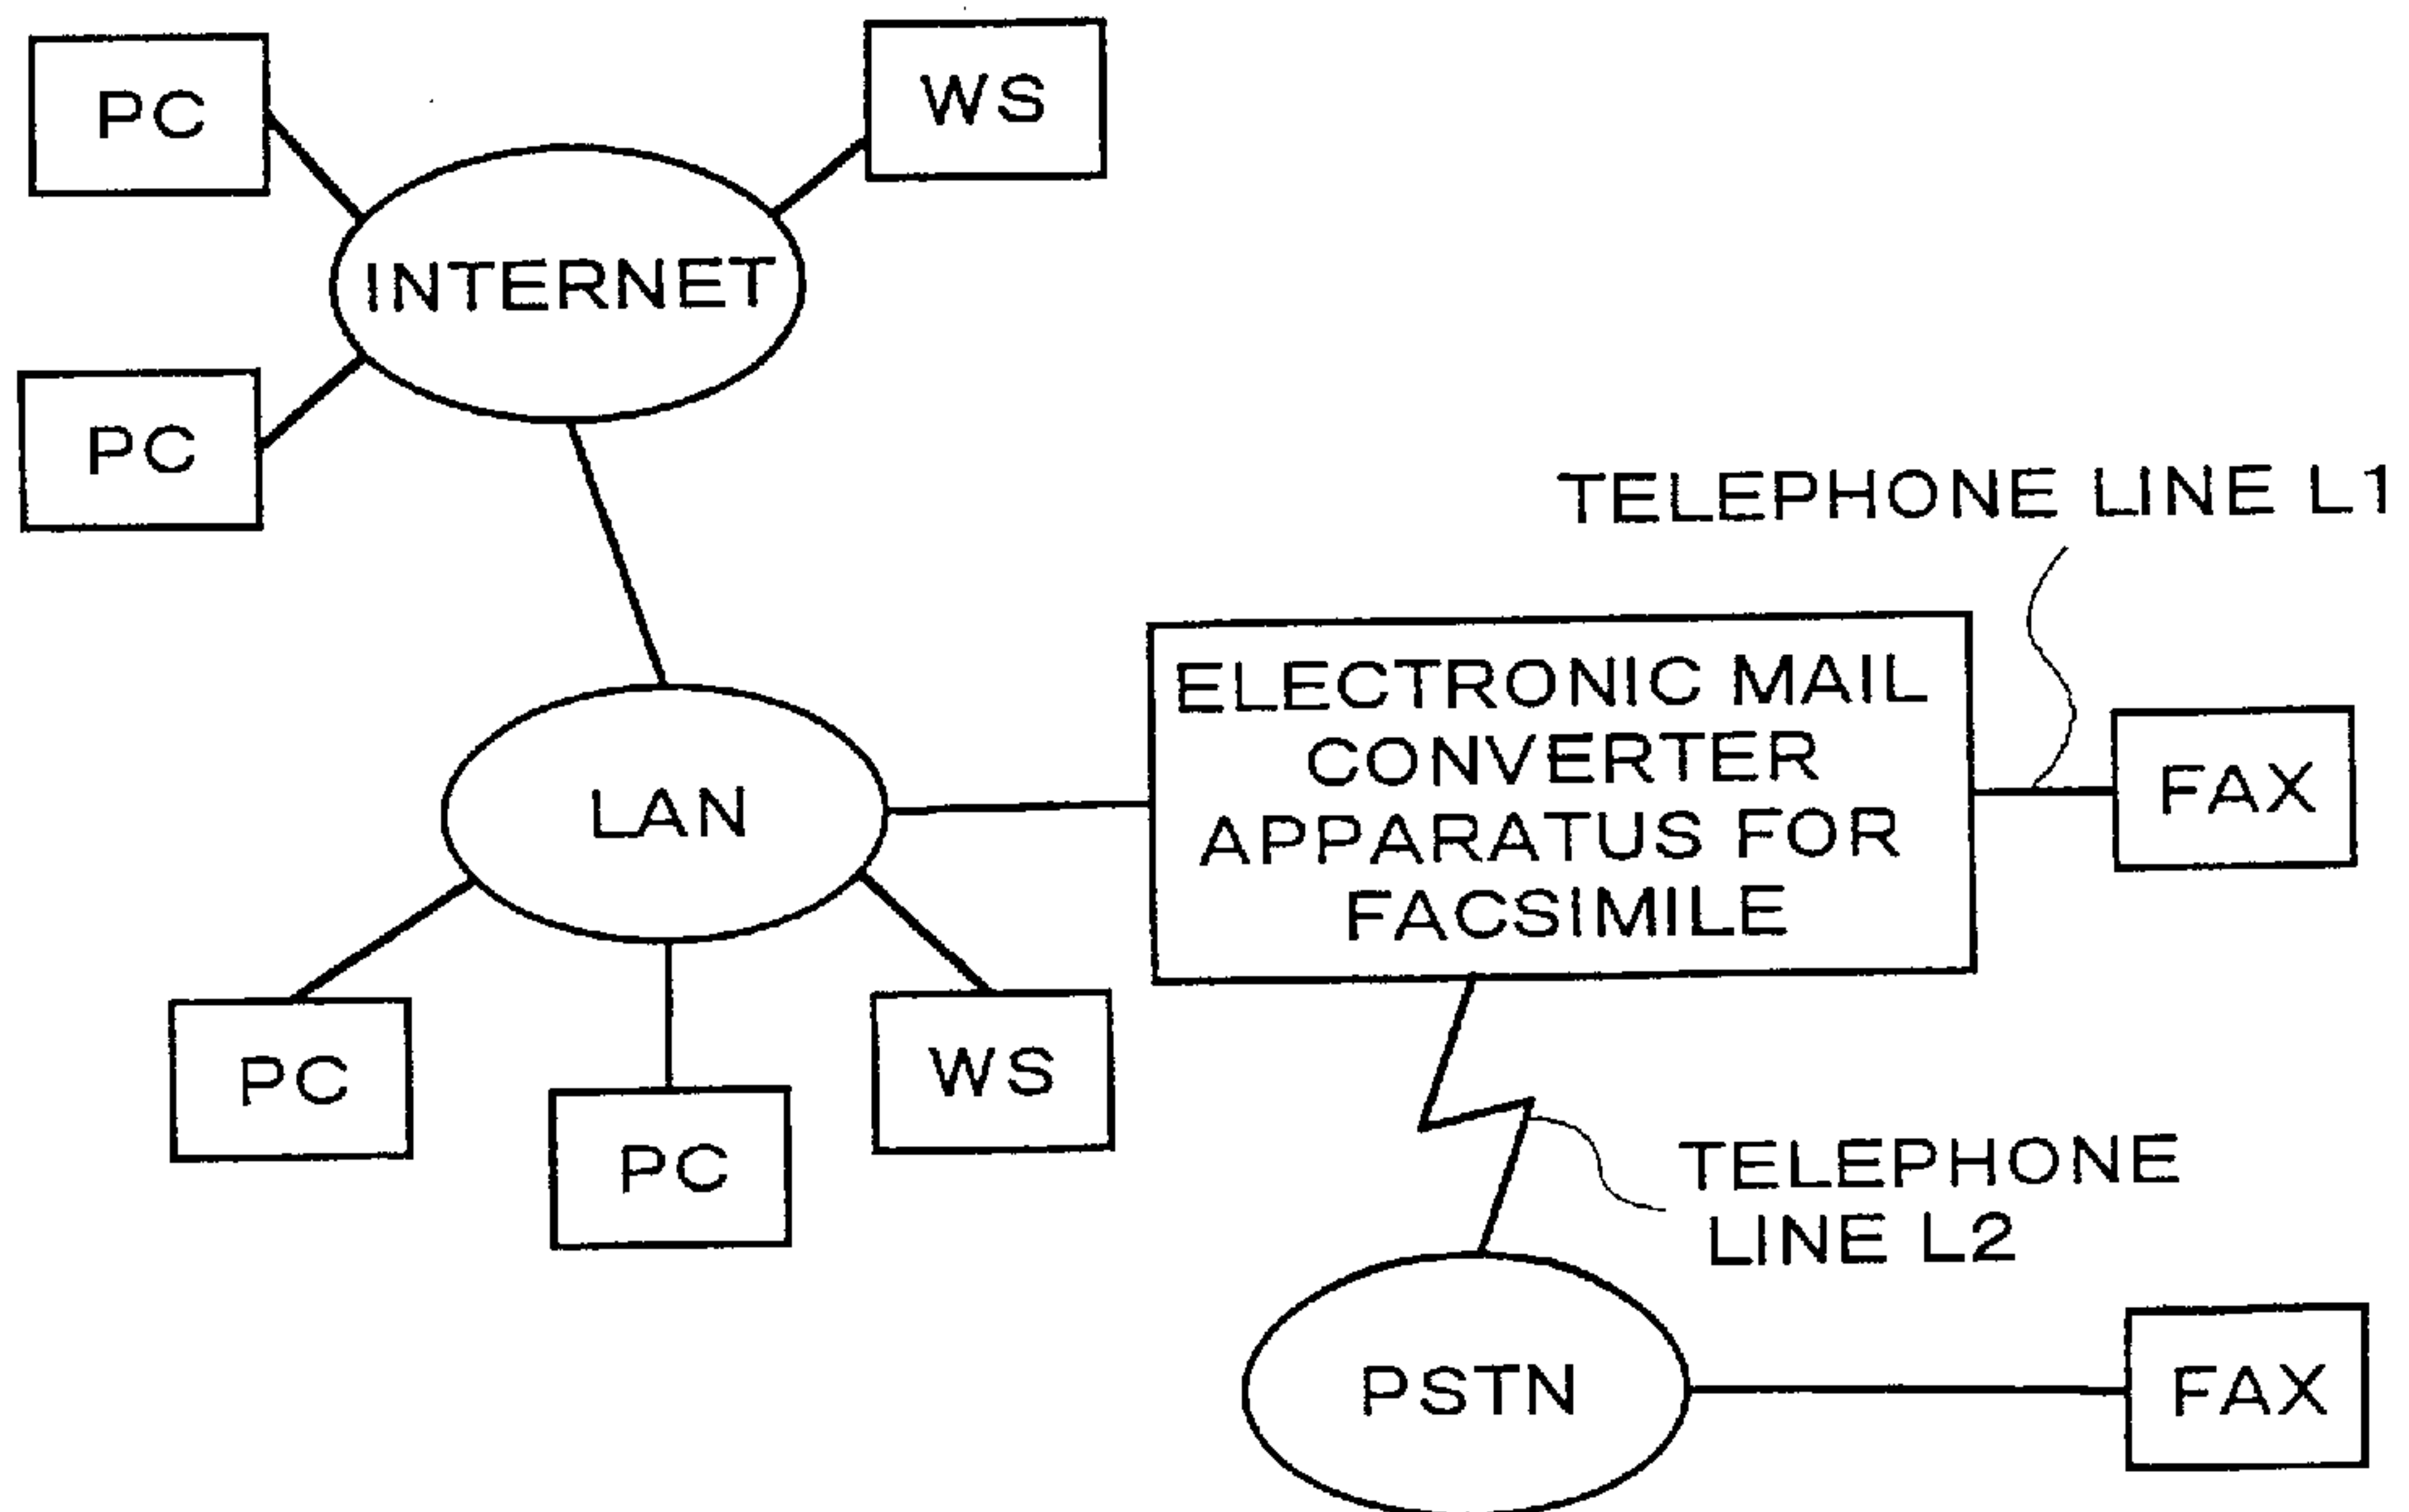 PC
WS
INTERNET
PC
TELEPHONE LINE L1
ELECTRONIC MAIL
CONVERTER
APPARATUS FOR
FACSIMILE
FAX
LAN
PC
PC
WS
TELEPHONE
LINE L2
PSTN
FAX